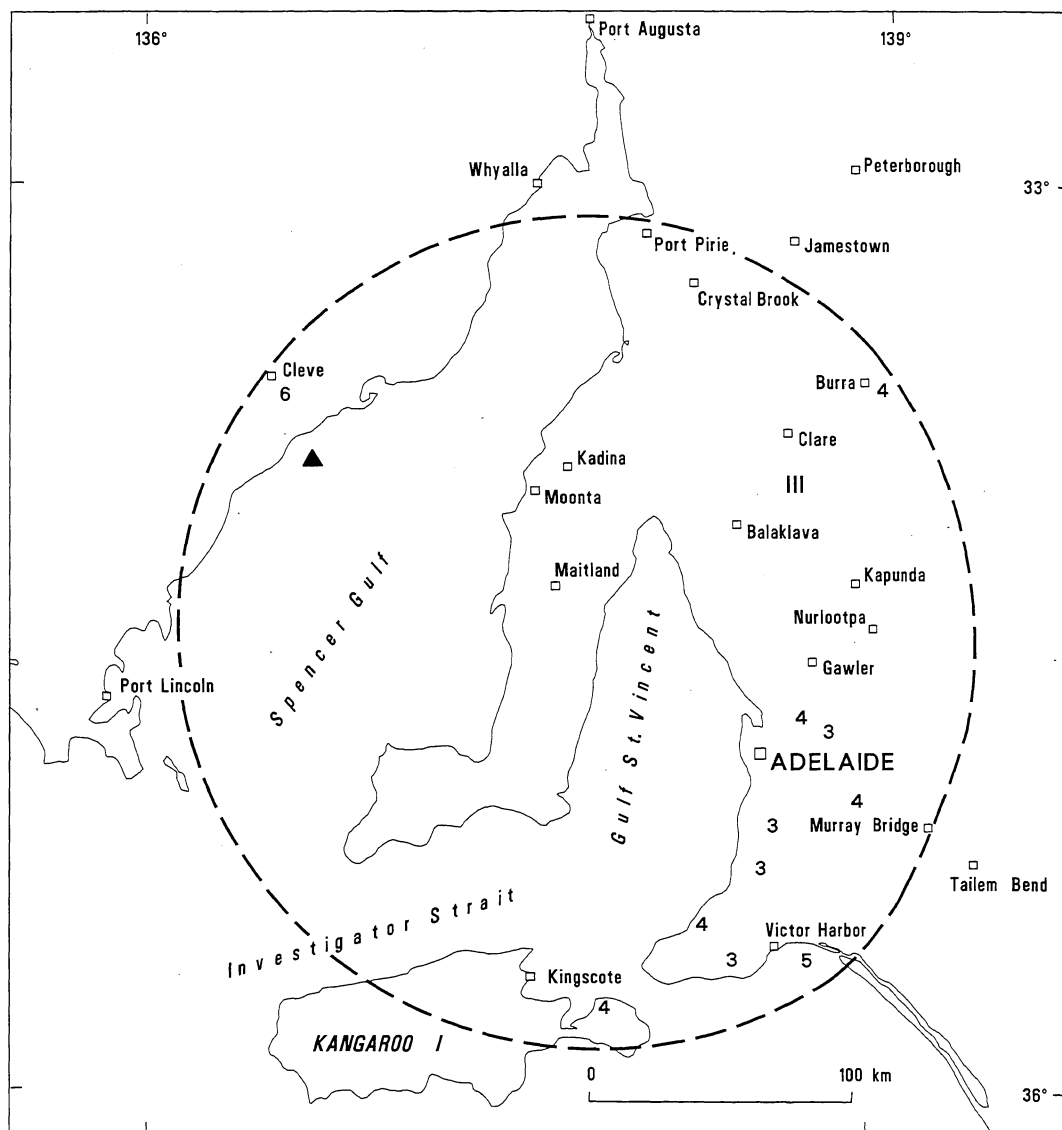 136°
139°
Port Augusta
Whyalla
Peterborough
33°
Port Pirie
Jamestown
Crystal Brook
Cleve
6
Burra
4
Clare
Kadina
III
Moonta
Balaklava
Maitland
Kapunda
Nurlootpa
Gawler
Spencer Gulf
Gulf St. Vincent
Port Lincoln
4
3
ADELAIDE
4
3
Murray Bridge
3
Tailem Bend
Investigator Strait
4
Victor Harbor
3
5
Kingscote
4
KANGAROO I
0
100 km
36°